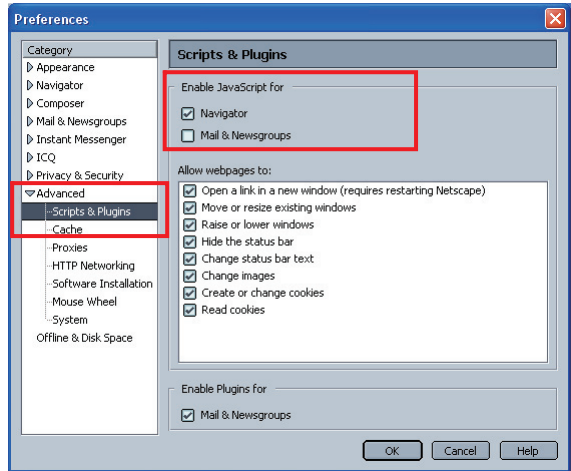 Preferences
Category
Appearance
Navigator
Composer
Mail & Newsgroups
Instant Messenger
ICQ
Privacy & Security
Advanced
Scripts & Plugins
Cache
Proxies
HTTP Networking
Software Installation
Mouse Wheel
System
Offline & Disk Space
Scripts & Plugins
Enable JavaScript for
Navigator
Mail & Newsgroups
Allow webpages to:
Open a link in a new window (requires restarting Netscape)
Move or resize existing windows
Raise or lower windows
Hide the status bar
Change status bar text
Change images
Create or change cookies
Read cookies
Enable Plugins for
Mail & Newsgroups
OK Cancel Help